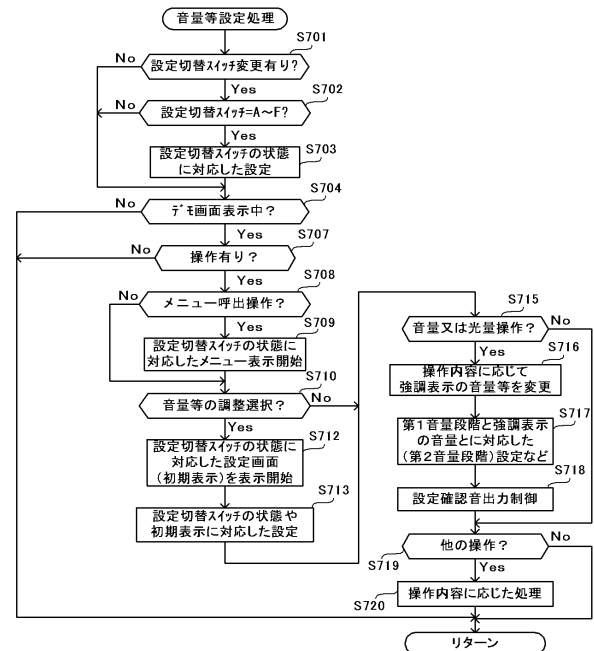 音量等設定処理
S701
設定切替スイッチ変更有り?
No
Yes
S702
設定切替スイッチ=A～F?
No
Yes
S703
設定切替スイッチの状態
に対応した設定
S704
デモ画面表示中?
No
Yes
S707
操作有り?
No
Yes
S708
メニュー呼出操作?
No
Yes
S709
設定切替スイッチの状態に
対応したメニュー表示開始
S710
音量等の調整選択?
No
Yes
S712
設定切替スイッチの状態に
対応した設定画面
(初期表示)を表示開始
S713
設定切替スイッチの状態や
初期表示に対応した設定
S715
音量又は光量操作?
No
Yes
S716
操作内容に応じて
強調表示の音量等を変更
S717
第1音量段階と強調表示
の音量とに対応した
(第2音量段階)設定など
S718
設定確認音出力制御
他の操作?
No
S719
Yes
操作内容に応じた処理
S720
リターン